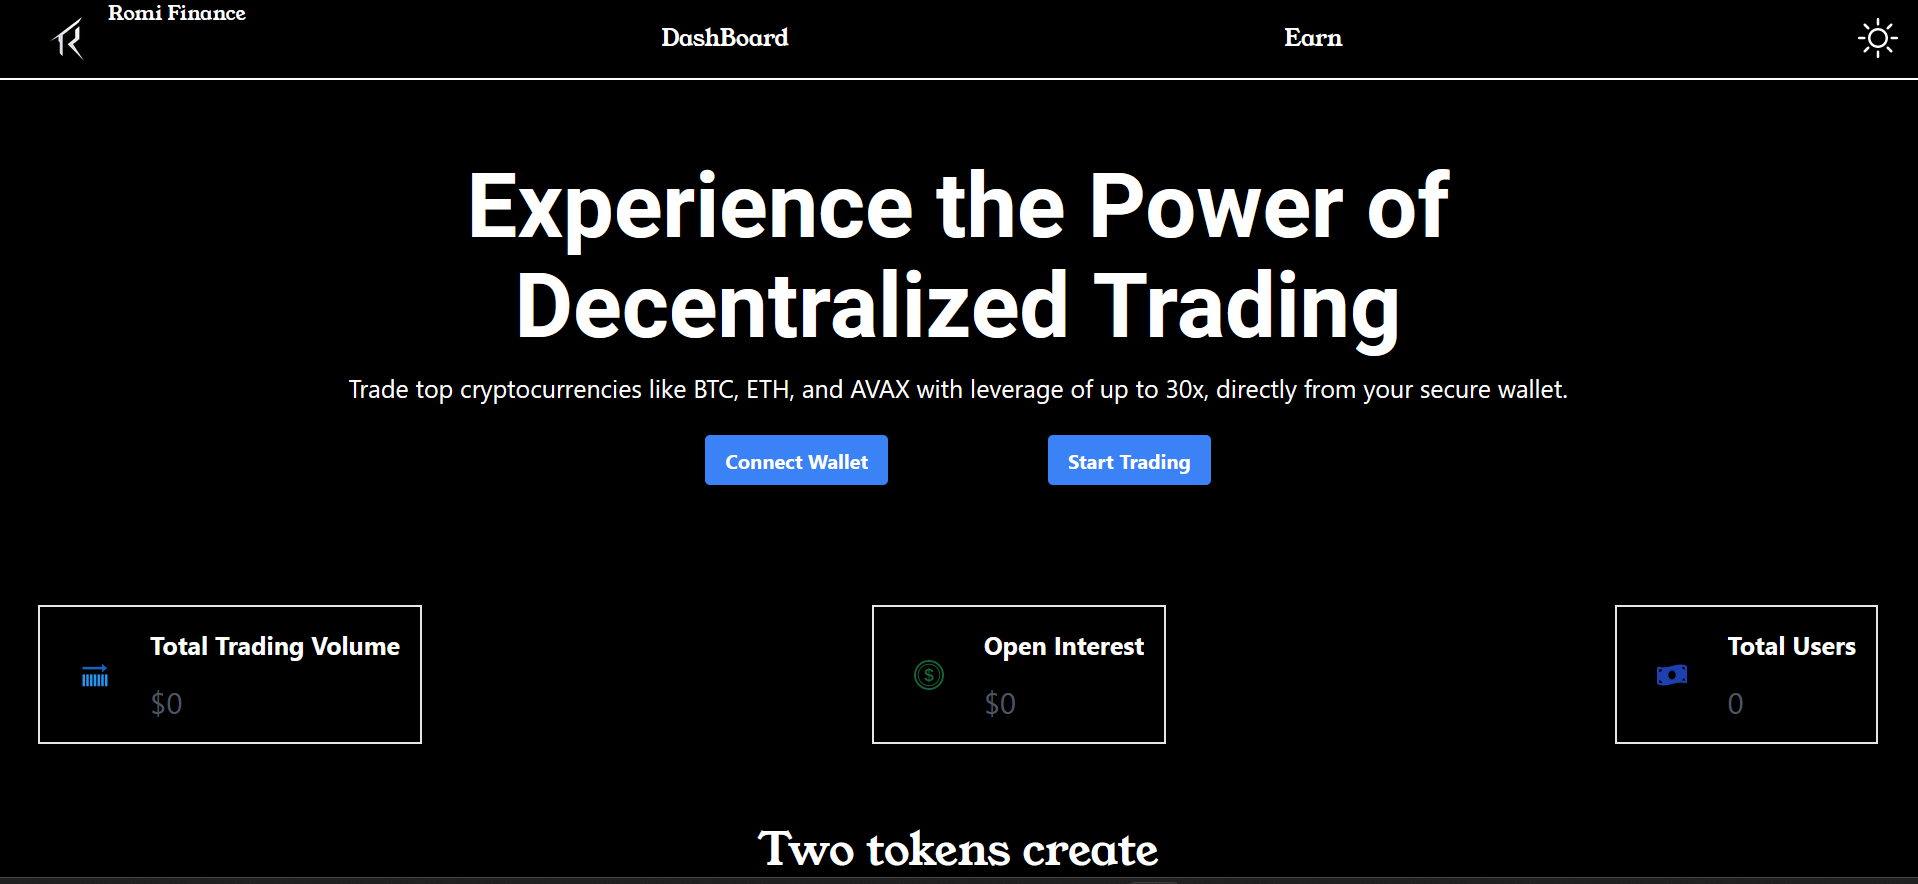 Romi Finance
DashBoard
Earn
Experience the Power of
Decentralized Trading
Trade top cryptocurrencies like BTC, ETH, and AVAX with leverage of up to 30x, directly from your secure wallet.
Connect Wallet
Start Trading
Total Trading Volume
$0
Open Interest
$0
Total Users
0
Two tokens create